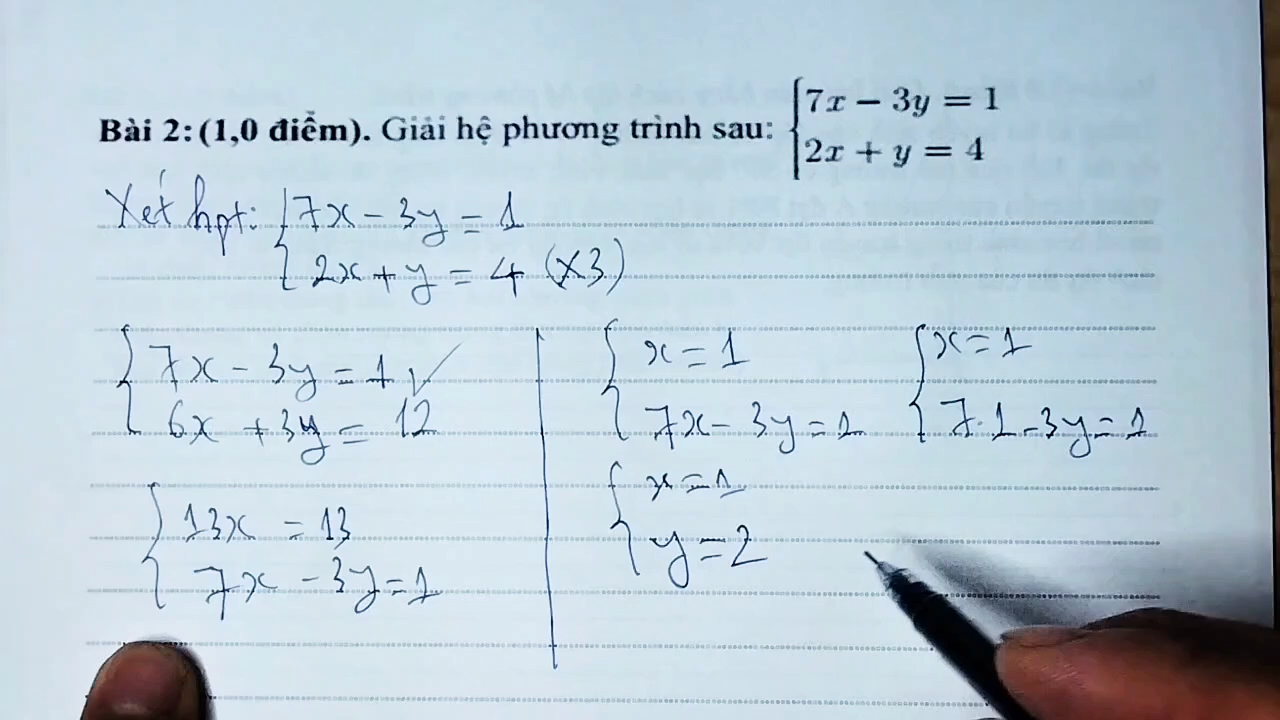 Bài 2: (1,0 điểm). Giải hệ phương trình sau: { 7x − 3y = 1
2x + y = 4
Xét hpt: { 7x − 3y = 1
2x + y = 4 (x3)
{ 7x − 3y = 1 ✓
6x + 3y = 12
{ 13x = 13
7x − 3y = 1
{ x = 1
7x − 3y = 1
{ x = 1
7.1 − 3y = 1
{ x = 1
y = 2